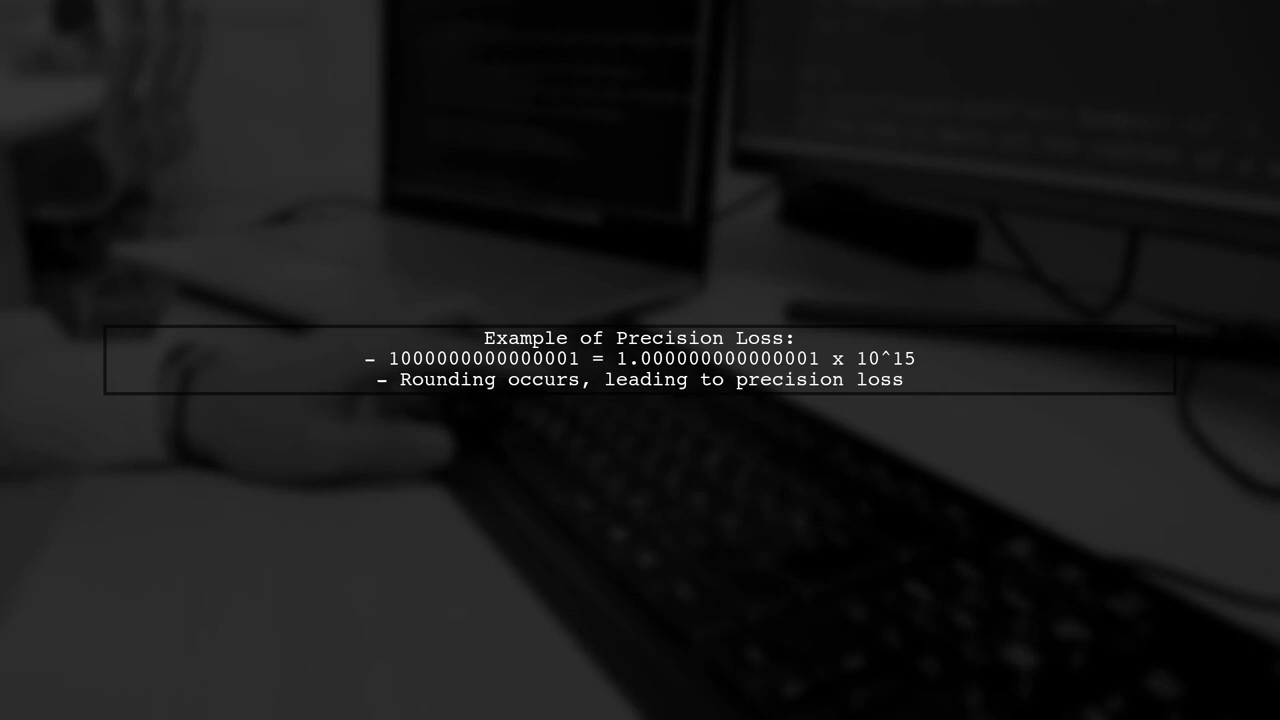 Example of Precision Loss:
- 1000000000000001 = 1.000000000000001 x 10^15
- Rounding occurs, leading to precision loss